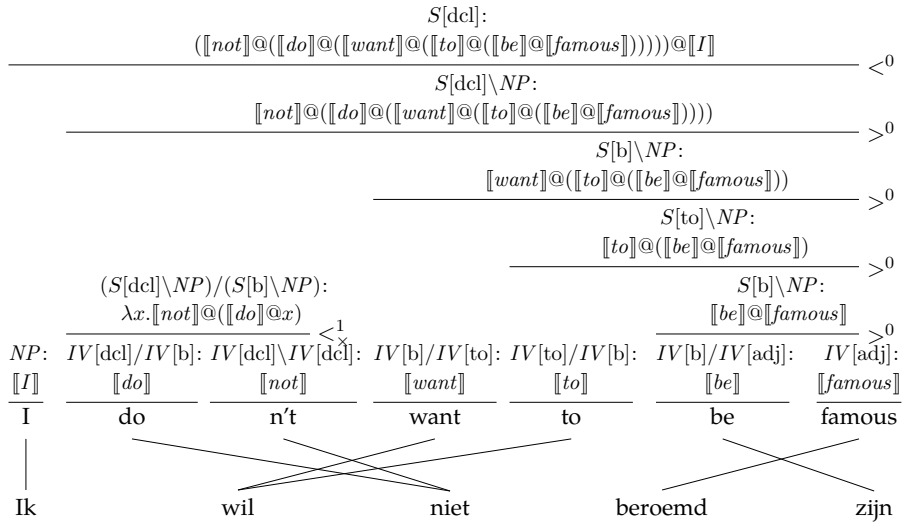 S[dcl]:
(⟦not⟧@(⟦do⟧@(⟦want⟧@(⟦to⟧@(⟦be⟧@⟦famous⟧)))))@⟦I⟧
<⁰
S[dcl]\NP:
⟦not⟧@(⟦do⟧@(⟦want⟧@(⟦to⟧@(⟦be⟧@⟦famous⟧))))
>⁰
S[b]\NP:
⟦want⟧@(⟦to⟧@(⟦be⟧@⟦famous⟧))
>⁰
S[to]\NP:
⟦to⟧@(⟦be⟧@⟦famous⟧)
>⁰
(S[dcl]\NP)/(S[b]\NP): S[b]\NP:
λx.⟦not⟧@(⟦do⟧@x) ⟦be⟧@⟦famous⟧
<¹ₓ >⁰
NP: IV[dcl]/IV[b]: IV[dcl]\IV[dcl]: IV[b]/IV[to]: IV[to]/IV[b]: IV[b]/IV[adj]: IV[adj]:
⟦I⟧ ⟦do⟧ ⟦not⟧ ⟦want⟧ ⟦to⟧ ⟦be⟧ ⟦famous⟧
I do n't want to be famous
Ik wil niet beroemd zijn